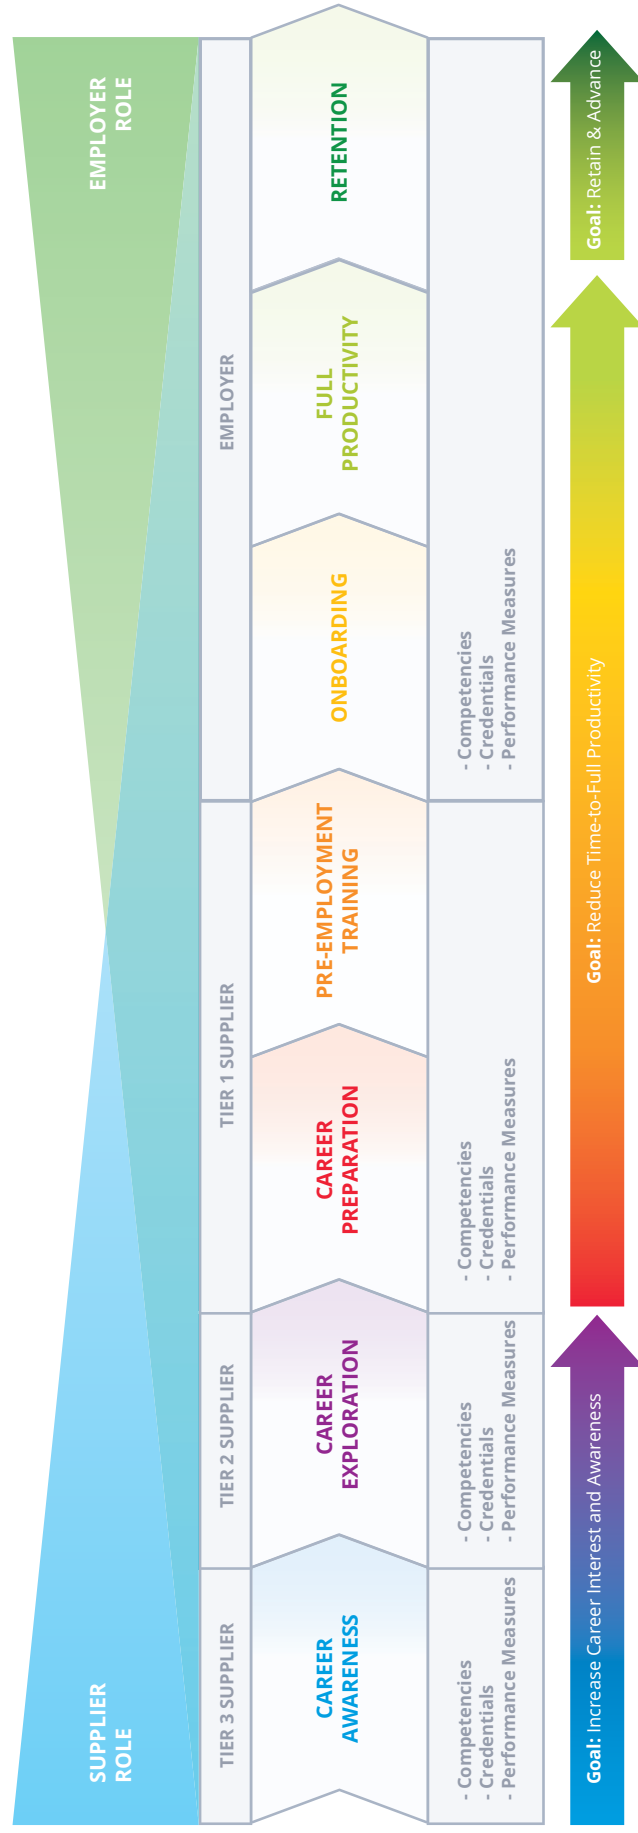 SUPPLIER
ROLE
EMPLOYER
ROLE
TIER 3 SUPPLIER
TIER 2 SUPPLIER
TIER 1 SUPPLIER
EMPLOYER
CAREER
AWARENESS
CAREER
EXPLORATION
CAREER
PREPARATION
PRE-EMPLOYMENT
TRAINING
ONBOARDING
FULL
PRODUCTIVITY
RETENTION
- Competencies
- Credentials
- Performance Measures
- Competencies
- Credentials
- Performance Measures
- Competencies
- Credentials
- Performance Measures
- Competencies
- Credentials
- Performance Measures
Goal: Increase Career Interest and Awareness
Goal: Reduce Time-to-Full Productivity
Goal: Retain & Advance